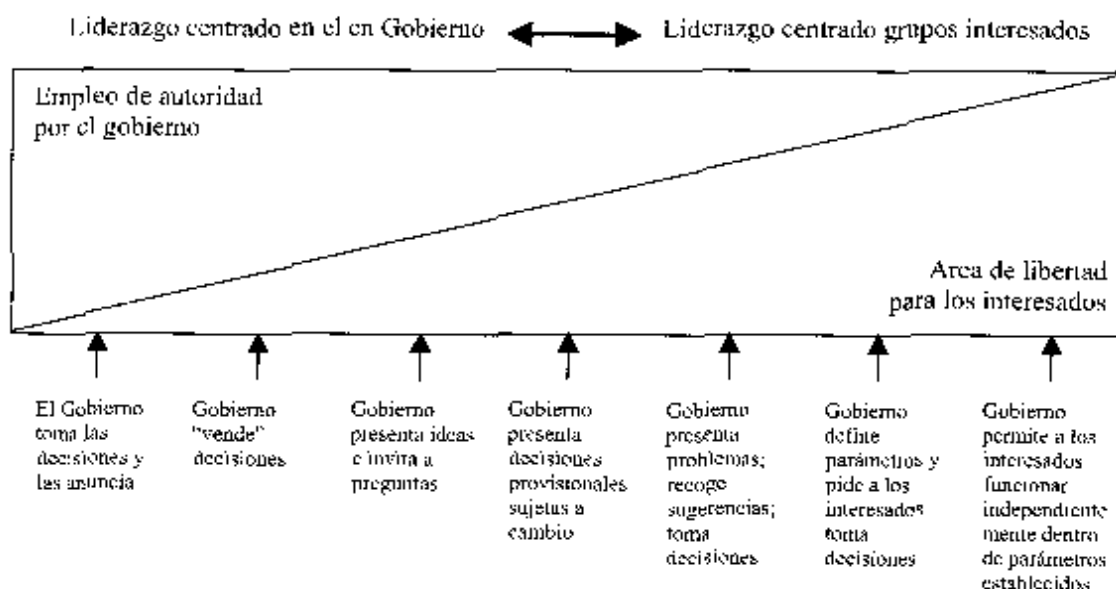 Liderazgo centrado en el en Gobierno
Liderazgo centrado grupos interesados
Empleo de autoridad
por el gobierno
Area de libertad
para los interesados
El Gobierno
toma las
decisiones y
las anuncia
Gobierno
"vende"
decisiones
Gobierno
presenta ideas
e invita a
preguntas
Gobierno
presenta
decisiones
provisionales
sujetas a
cambio
Gobierno
presenta
problemas;
recoge
sugerencias;
toma
decisiones
Gobierno
define
parámetros y
pide a los
interesados
toma
decisiones
Gobierno
permite a los
interesados
funcionar
independiente
mente dentro
de parámetros
establecidos